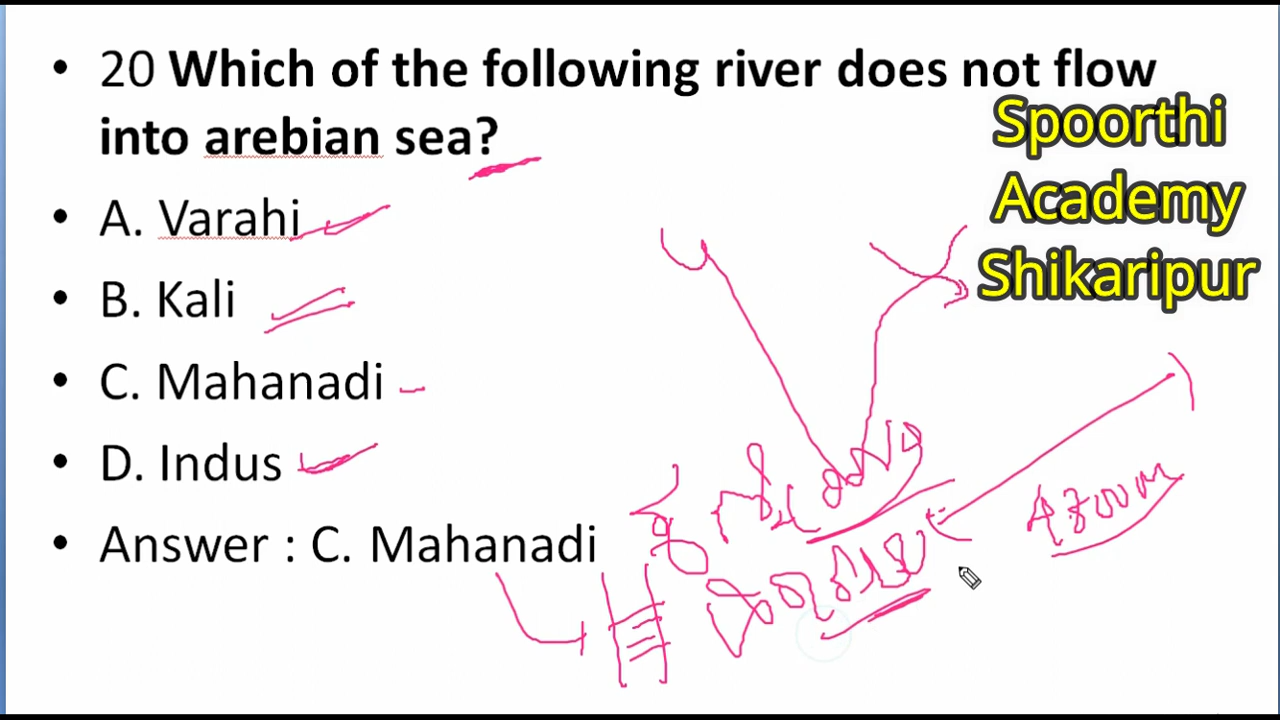 20 Which of the following river does not flow
into arebian sea?
Spoorthi
Academy
Shikaripur
A. Varahi
B. Kali
C. Mahanadi
D. Indus
Answer : C. Mahanadi